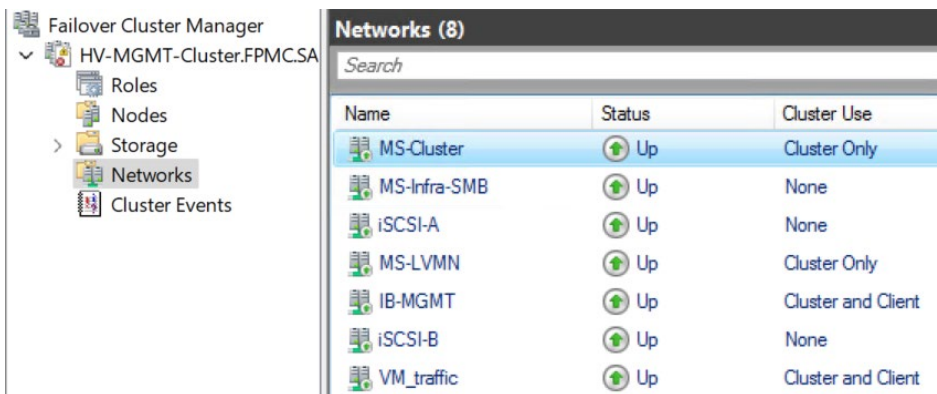 Failover Cluster Manager
HV-MGMT-Cluster.FPMC.SA
Roles
Nodes
Storage
Networks
Cluster Events
Networks (8)
Search
Name Status Cluster Use
MS-Cluster Up Cluster Only
MS-Infra-SMB Up None
iSCSI-A Up None
MS-LVMN Up Cluster Only
IB-MGMT Up Cluster and Client
iSCSI-B Up None
VM_traffic Up Cluster and Client